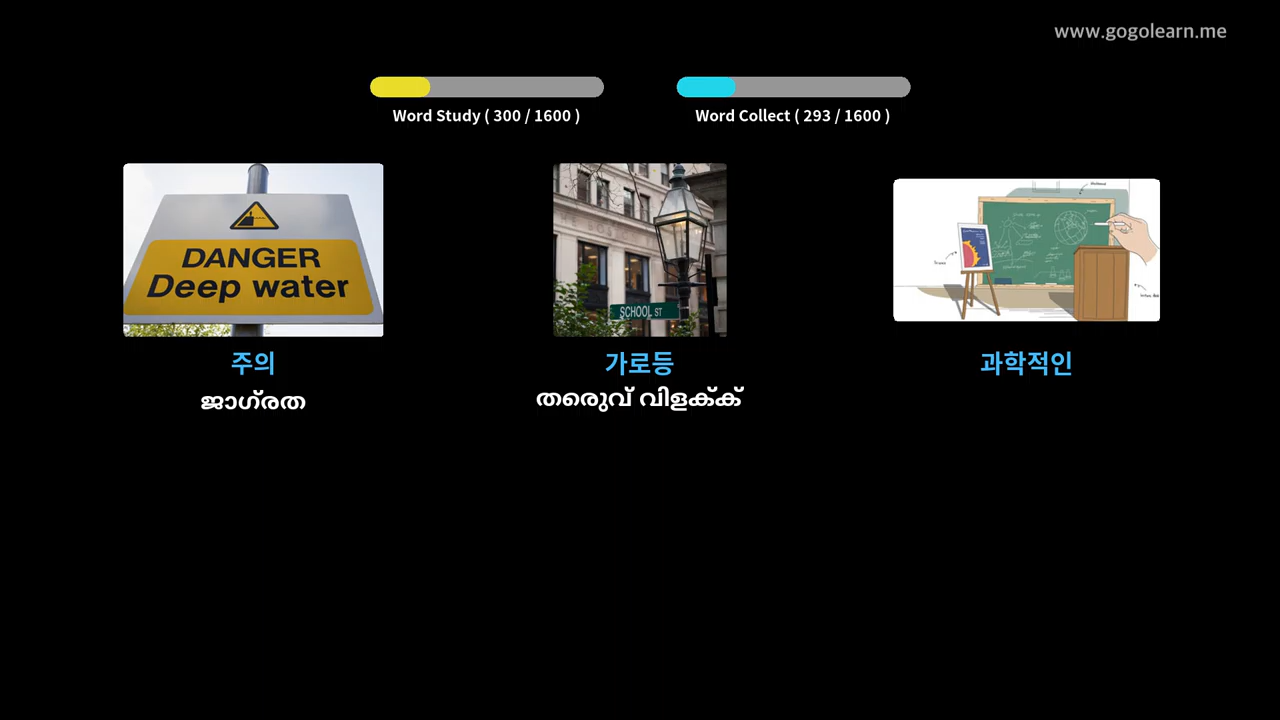 www.gogolearn.me
Word Study ( 300 / 1600 )
Word Collect ( 293 / 1600 )
DANGER
Deep water
SCHOOL ST
주의
가로등
과학적인
ജാഗ്രത
തെരുവ് വിളക്ക്